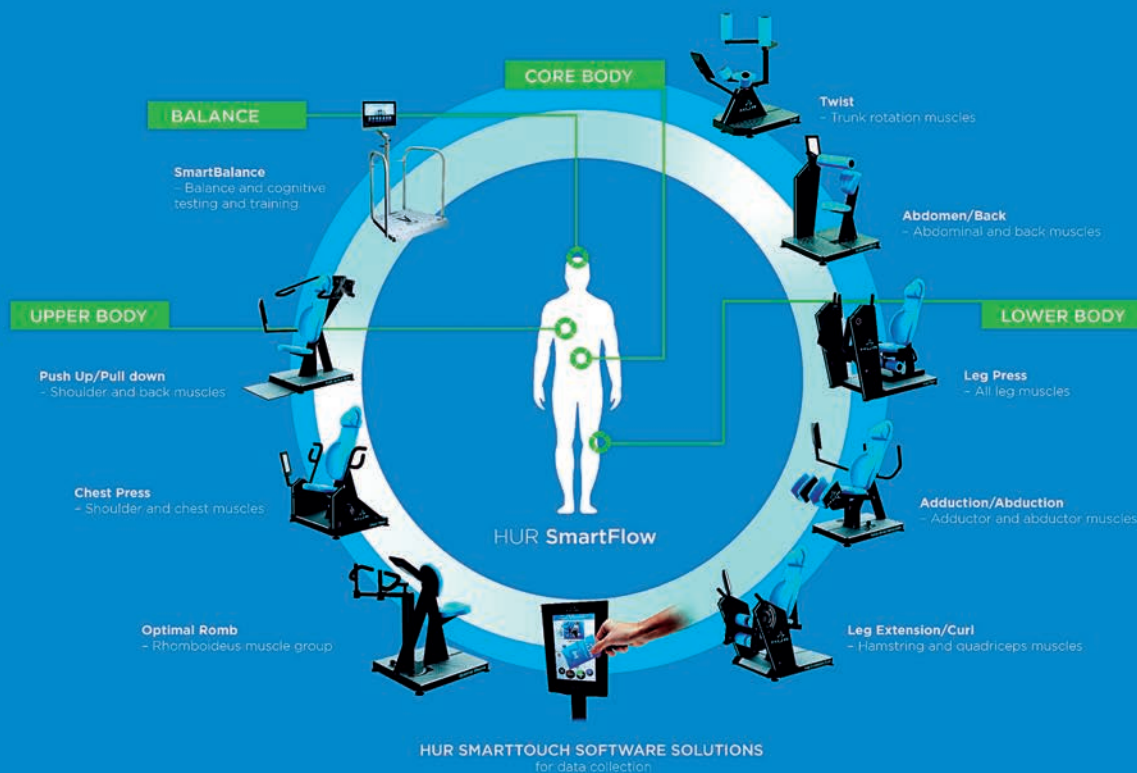 CORE BODY
BALANCE
Twist
– Trunk rotation muscles
SmartBalance
– Balance and cognitive
testing and training
Abdomen/Back
– Abdominal and back muscles
UPPER BODY
LOWER BODY
Push Up/Pull down
– Shoulder and back muscles
Leg Press
– All leg muscles
Chest Press
– Shoulder and chest muscles
Adduction/Abduction
– Adductor and abductor muscles
HUR SmartFlow
Optimal Romb
– Rhomboideus muscle group
Leg Extension/Curl
– Hamstring and quadriceps muscles
HUR SMARTTOUCH SOFTWARE SOLUTIONS
for data collection